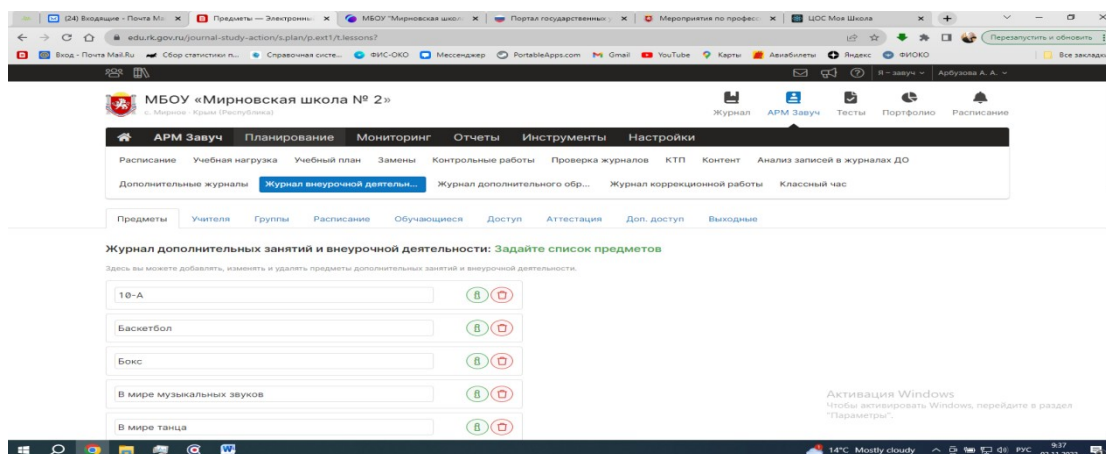 (24) Входящие - Почта Ma
Предметы — Электронны
МБОУ "Мирновская школ
Портал государственных
Мероприятия по професс
ЦОС Моя Школа
edu.rk.gov.ru/journal-study-action/s.plan/p.ext1/t.lessons?
Перезапустить и обновить
Вход - Почта Mail.Ru
Сбор статистики п...
Справочная систе...
ФИС-ОКО
Мессенджер
PortableApps.com
Gmail
YouTube
Карты
Авиабилеты
Яндекс
ФИОКО
Все закладки
Я – завуч
Арбузова А. А.
МБОУ «Мирновская школа № 2»
с. Мирное - Крым (Республика)
Журнал
АРМ Завуч
Тесты
Портфолио
Расписание
АРМ Завуч
Планирование
Мониторинг
Отчеты
Инструменты
Настройки
Расписание
Учебная нагрузка
Учебный план
Замены
Контрольные работы
Проверка журналов
КТП
Контент
Анализ записей в журналах ДО
Дополнительные журналы
Журнал внеурочной деятельн...
Журнал дополнительного обр...
Журнал коррекционной работы
Классный час
Предметы
Учителя
Группы
Расписание
Обучающиеся
Доступ
Аттестация
Доп. доступ
Выходные
Журнал дополнительных занятий и внеурочной деятельности: Задайте список предметов
Здесь вы можете добавлять, изменять и удалять предметы дополнительных занятий и внеурочной деятельности.
10-А
Баскетбол
Бокс
В мире музыкальных звуков
В мире танца
Активация Windows
Чтобы активировать Windows, перейдите в раздел
"Параметры".
14°C Mostly cloudy
РУС
9:37